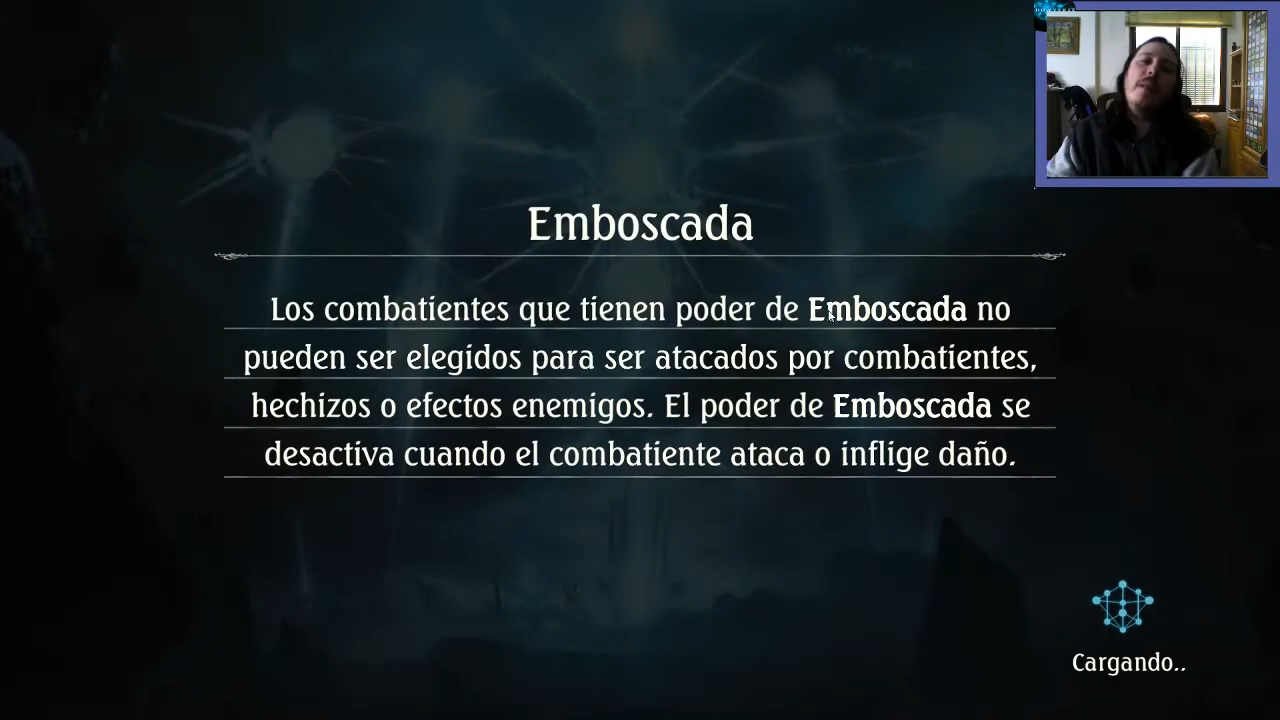 Emboscada
Los combatientes que tienen poder de Emboscada no
pueden ser elegidos para ser atacados por combatientes,
hechizos o efectos enemigos. El poder de Emboscada se
desactiva cuando el combatiente ataca o inflige daño.
Cargando..